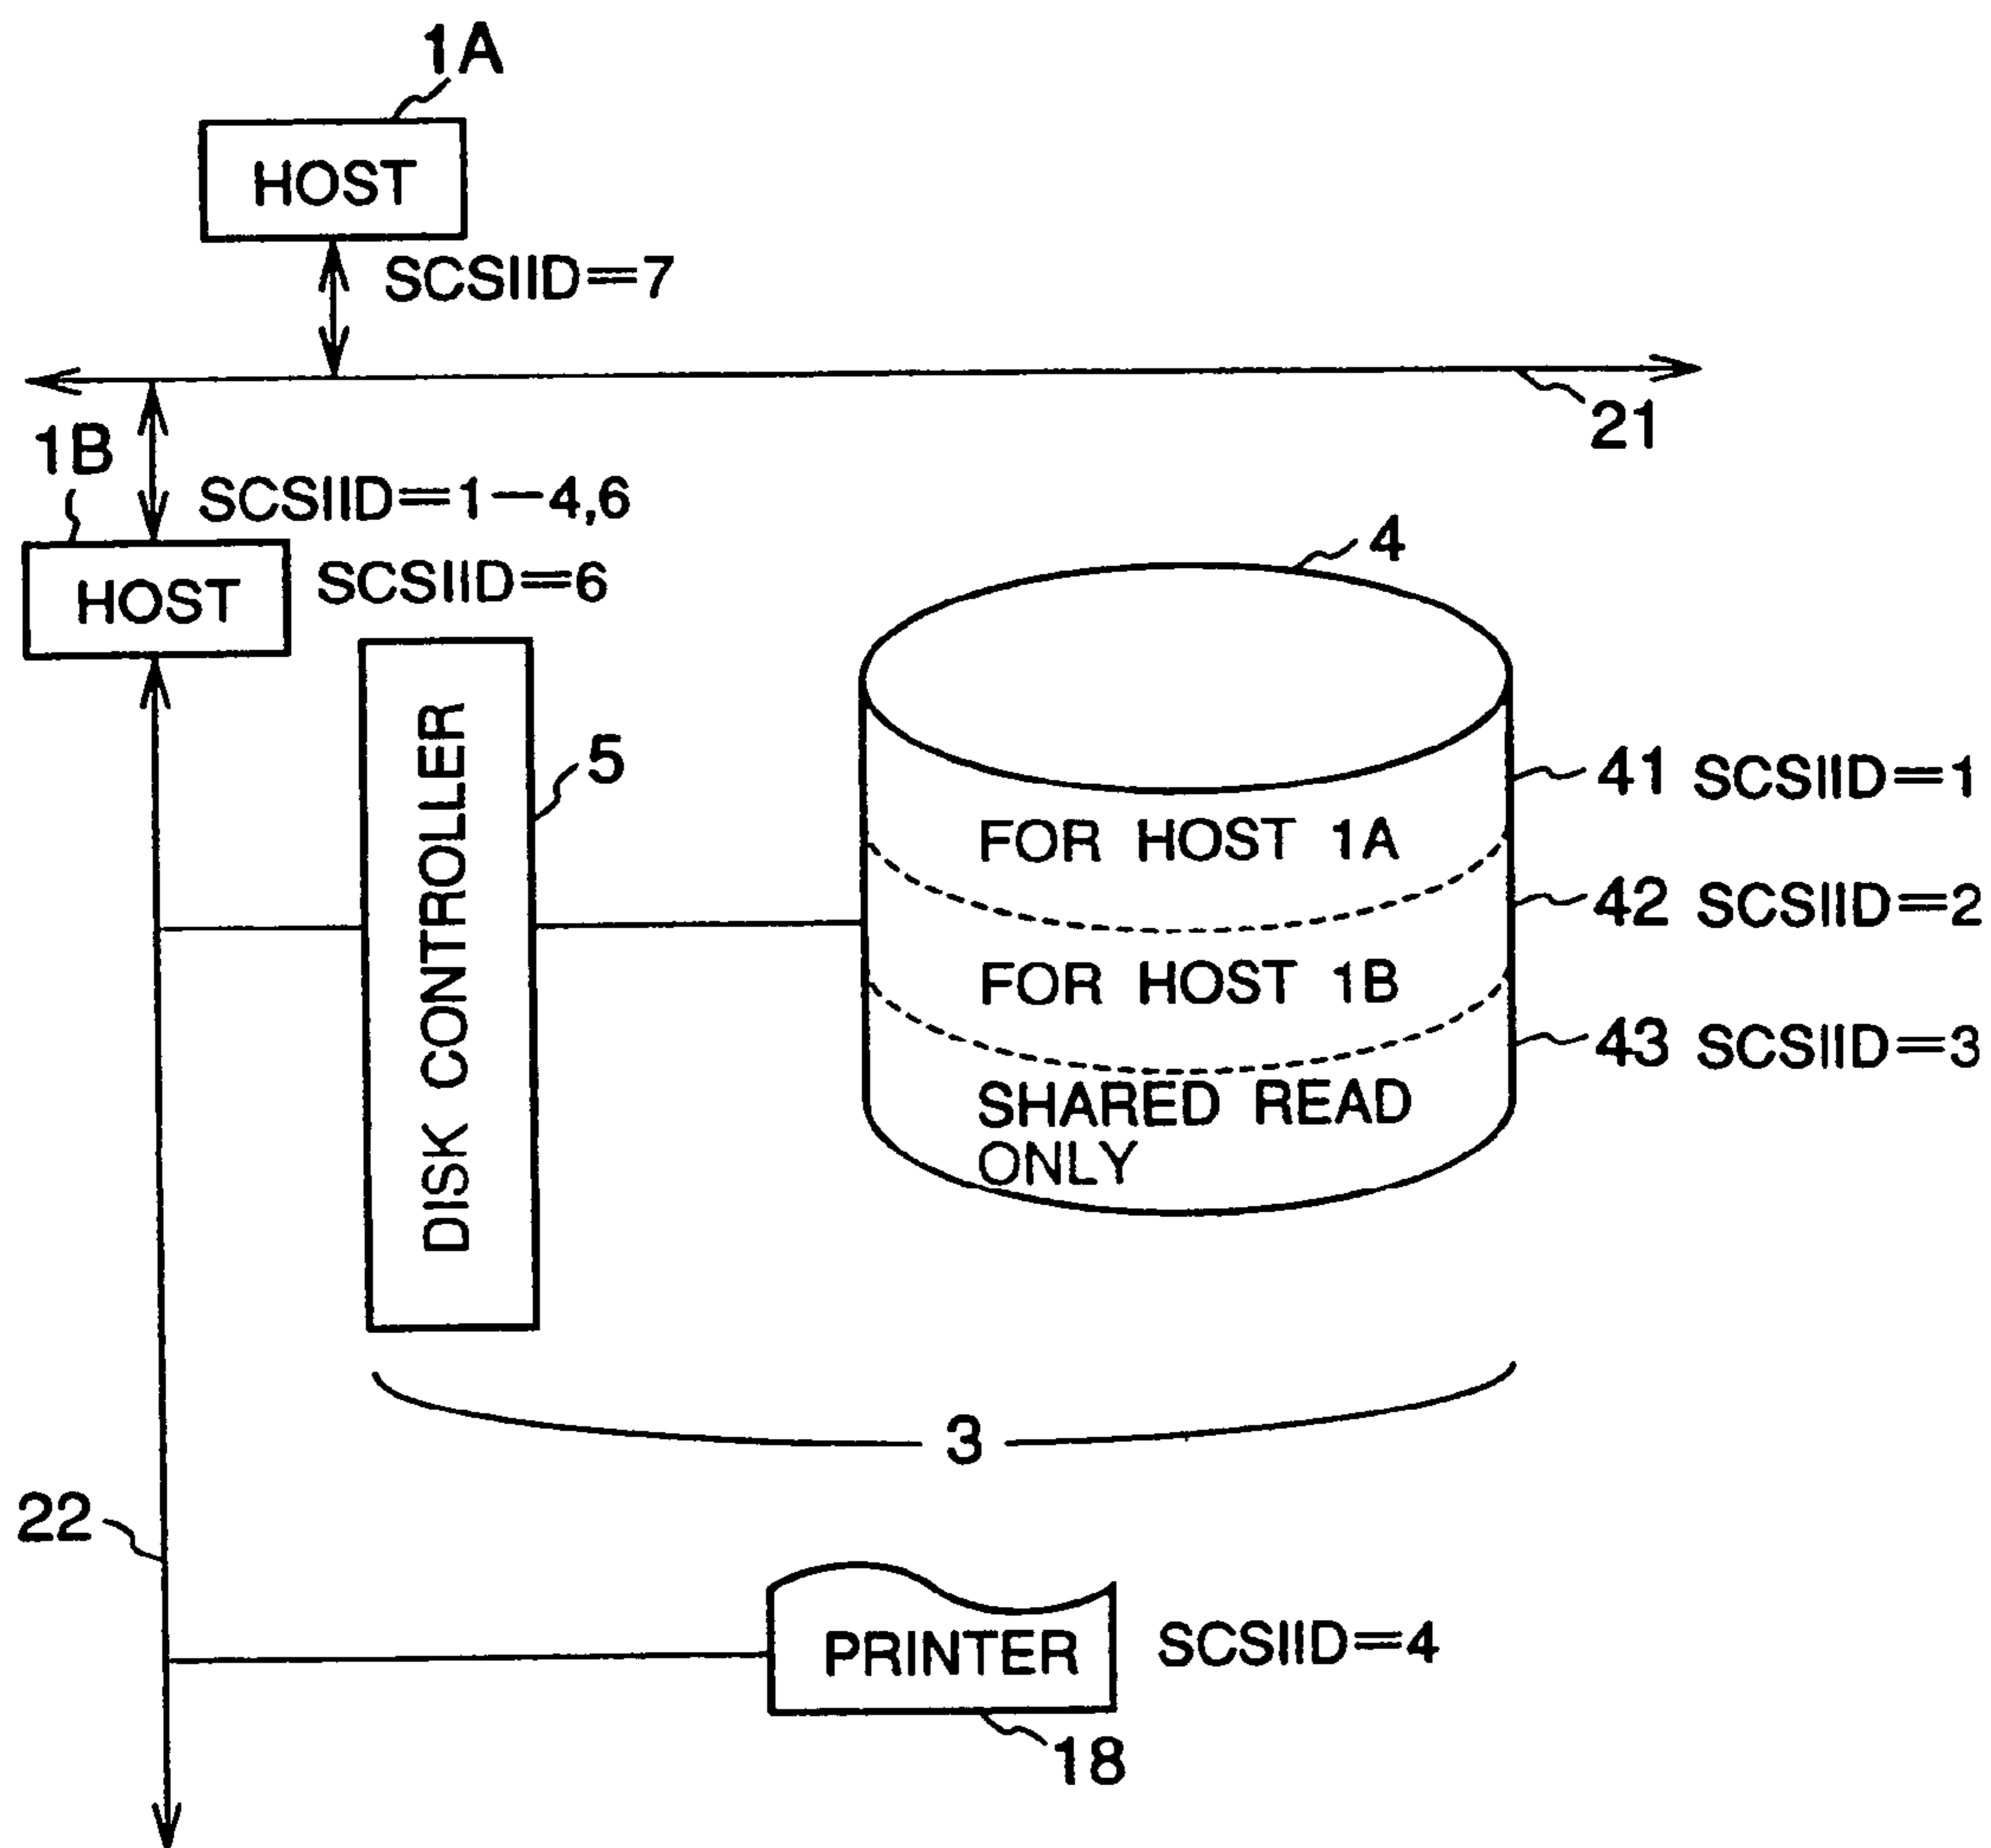 1A
HOST
SCSIID=7
21
1B
SCSIID=1-4,6
HOST
SCSIID=6
4
DISK CONTROLLER
5
41 SCSIID=1
FOR HOST 1A
42 SCSIID=2
FOR HOST 1B
43 SCSIID=3
SHARED READ
ONLY
3
22
PRINTER
SCSIID=4
18